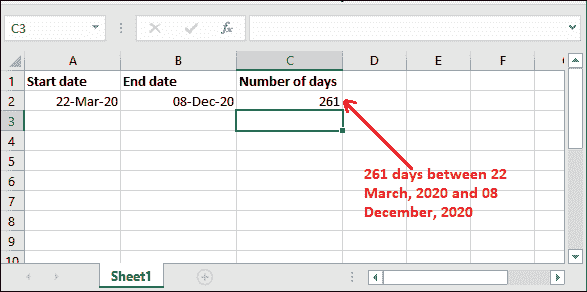 C3
fx
A B C D E F
1 Start date End date Number of days
2 22-Mar-20 08-Dec-20 261
3
4
5
261 days between 22
6
March, 2020 and 08
7
December, 2020
8
9
10
Sheet1